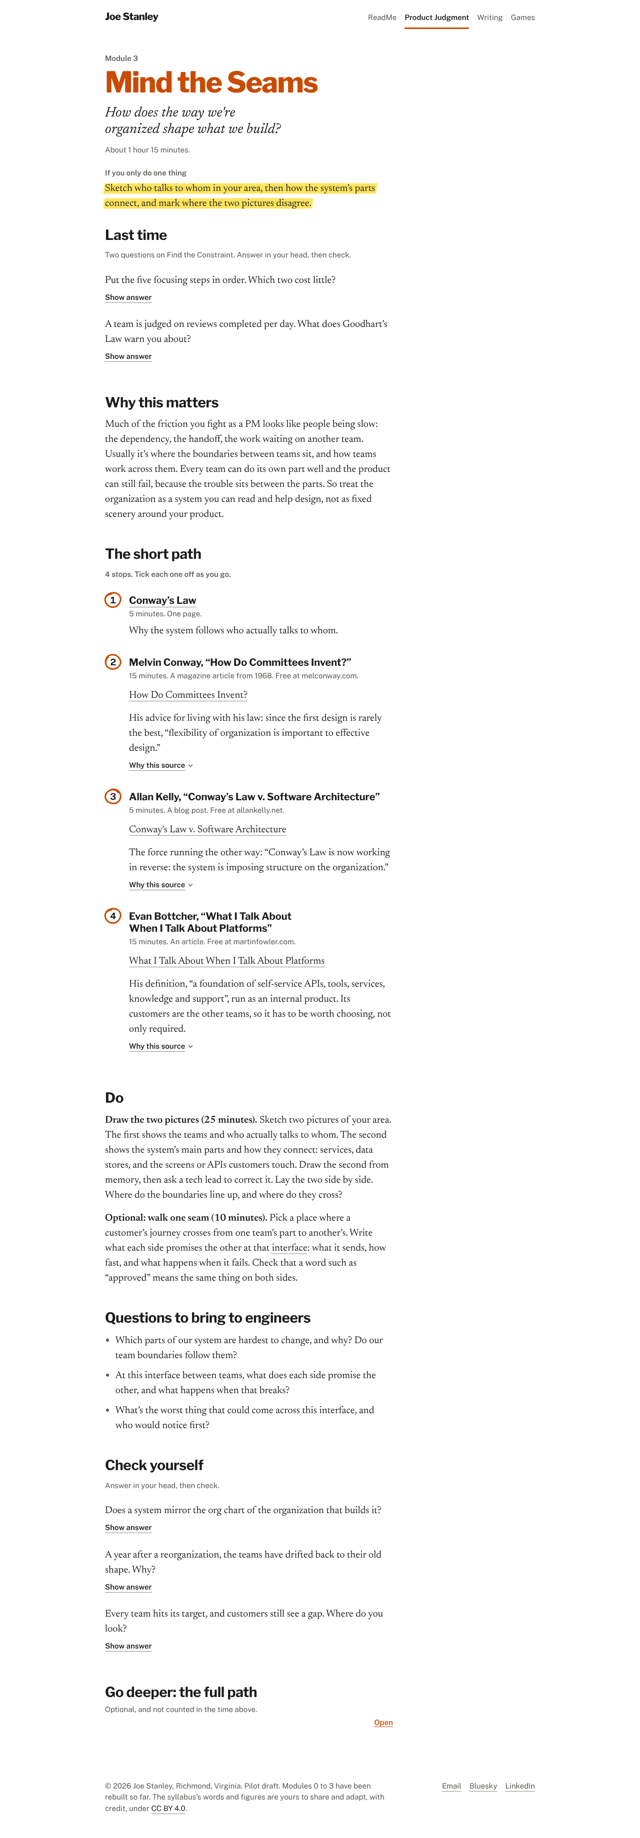 Joe Stanley
ReadMe Product Judgment Writing Games
Module 3
Mind the Seams
How does the way we're
organized shape what we build?
About 1 hour 15 minutes.
If you only do one thing
Sketch who talks to whom in your area, then how the system's parts
connect, and mark where the two pictures disagree.
Last time
Two questions on Find the Constraint. Answer in your head, then check.
Put the five focusing steps in order. Which two cost little?
Show answer
A team is judged on reviews completed per day. What does Goodhart's
Law warn you about?
Show answer
Why this matters
Much of the friction you fight as a PM looks like people being slow:
the dependency, the handoff, the work waiting on another team.
Usually it's where the boundaries between teams sit, and how teams
work across them. Every team can do its own part well and the product
can still fail, because the trouble sits between the parts. So treat the
organization as a system you can read and help design, not as fixed
scenery around your product.
The short path
4 stops. Tick each one off as you go.
1 Conway's Law
5 minutes. One page.
Why the system follows who actually talks to whom.
2 Melvin Conway, “How Do Committees Invent?”
15 minutes. A magazine article from 1968. Free at melconway.com.
How Do Committees Invent?
His advice for living with his law: since the first design is rarely
the best, “flexibility of organization is important to effective
design.”
Why this source
3 Allan Kelly, “Conway's Law v. Software Architecture”
5 minutes. A blog post. Free at allankelly.net.
Conway's Law v. Software Architecture
The force running the other way: “Conway's Law is now working
in reverse: the system is imposing structure on the organization.”
Why this source
4 Evan Bottcher, “What I Talk About
When I Talk About Platforms”
15 minutes. An article. Free at martinfowler.com.
What I Talk About When I Talk About Platforms
His definition, “a foundation of self-service APIs, tools, services,
knowledge and support”, run as an internal product. Its
customers are the other teams, so it has to be worth choosing, not
only required.
Why this source
Do
Draw the two pictures (25 minutes). Sketch two pictures of your area.
The first shows the teams and who actually talks to whom. The second
shows the system's main parts and how they connect: services, data
stores, and the screens or APIs customers touch. Draw the second from
memory, then ask a tech lead to correct it. Lay the two side by side.
Where do the boundaries line up, and where do they cross?
Optional: walk one seam (10 minutes). Pick a place where a
customer's journey crosses from one team's part to another's. Write
what each side promises the other at that interface: what it sends, how
fast, and what happens when it fails. Check that a word such as
“approved” means the same thing on both sides.
Questions to bring to engineers
• Which parts of our system are hardest to change, and why? Do our
team boundaries follow them?
• At this interface between teams, what does each side promise the
other, and what happens when that breaks?
• What's the worst thing that could come across this interface, and
who would notice first?
Check yourself
Answer in your head, then check.
Does a system mirror the org chart of the organization that builds it?
Show answer
A year after a reorganization, the teams have drifted back to their old
shape. Why?
Show answer
Every team hits its target, and customers still see a gap. Where do you
look?
Show answer
Go deeper: the full path
Optional, and not counted in the time above.
Open
© 2026 Joe Stanley, Richmond, Virginia. Pilot draft. Modules 0 to 3 have been
rebuilt so far. The syllabus's words and figures are yours to share and adapt, with
credit, under CC BY 4.0.
Email Bluesky LinkedIn